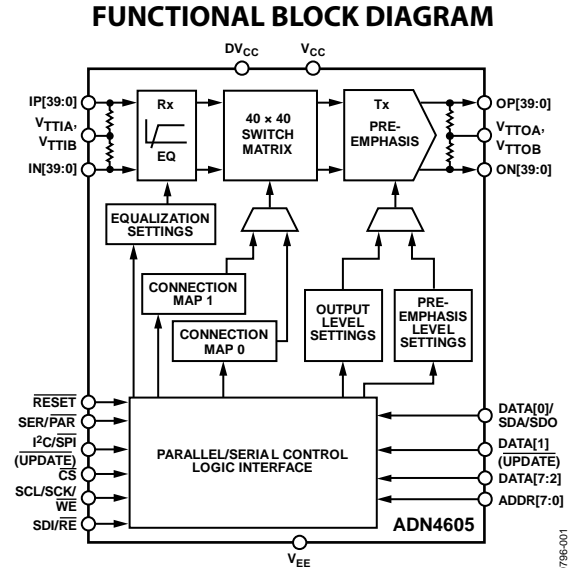 FUNCTIONAL BLOCK DIAGRAM
DVCC
VCC
IP[39:0]
VTTIA,
VTTIB
IN[39:0]
Rx
EQ
40 × 40
SWITCH
MATRIX
Tx
PRE-
EMPHASIS
OP[39:0]
VTTOA,
VTTOB
ON[39:0]
EQUALIZATION
SETTINGS
CONNECTION
MAP 1
CONNECTION
MAP 0
OUTPUT
LEVEL
SETTINGS
PRE-
EMPHASIS
LEVEL
SETTINGS
RESET
SER/PAR
I2C/SPI
(UPDATE)
CS
SCL/SCK/
WE
SDI/RE
PARALLEL/SERIAL CONTROL
LOGIC INTERFACE
DATA[0]/
SDA/SDO
DATA[1]
(UPDATE)
DATA[7:2]
ADDR[7:0]
ADN4605
VEE